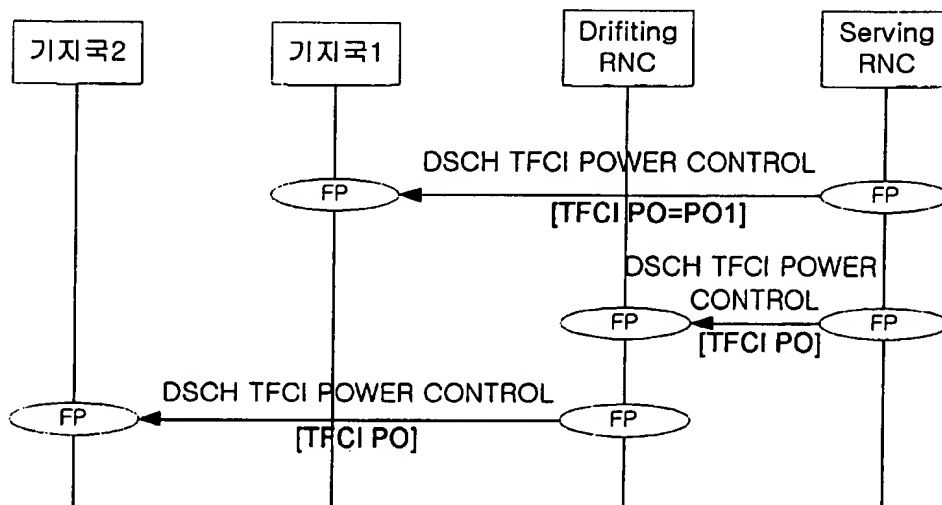 기지국2
기지국1
Drifiting
RNC
Serving
RNC
DSCH TFCI POWER CONTROL
FP
FP
[TFCI PO=PO1]
DSCH TFCI POWER
CONTROL
FP
FP
[TFCI PO]
DSCH TFCI POWER CONTROL
FP
FP
[TFCI PO]